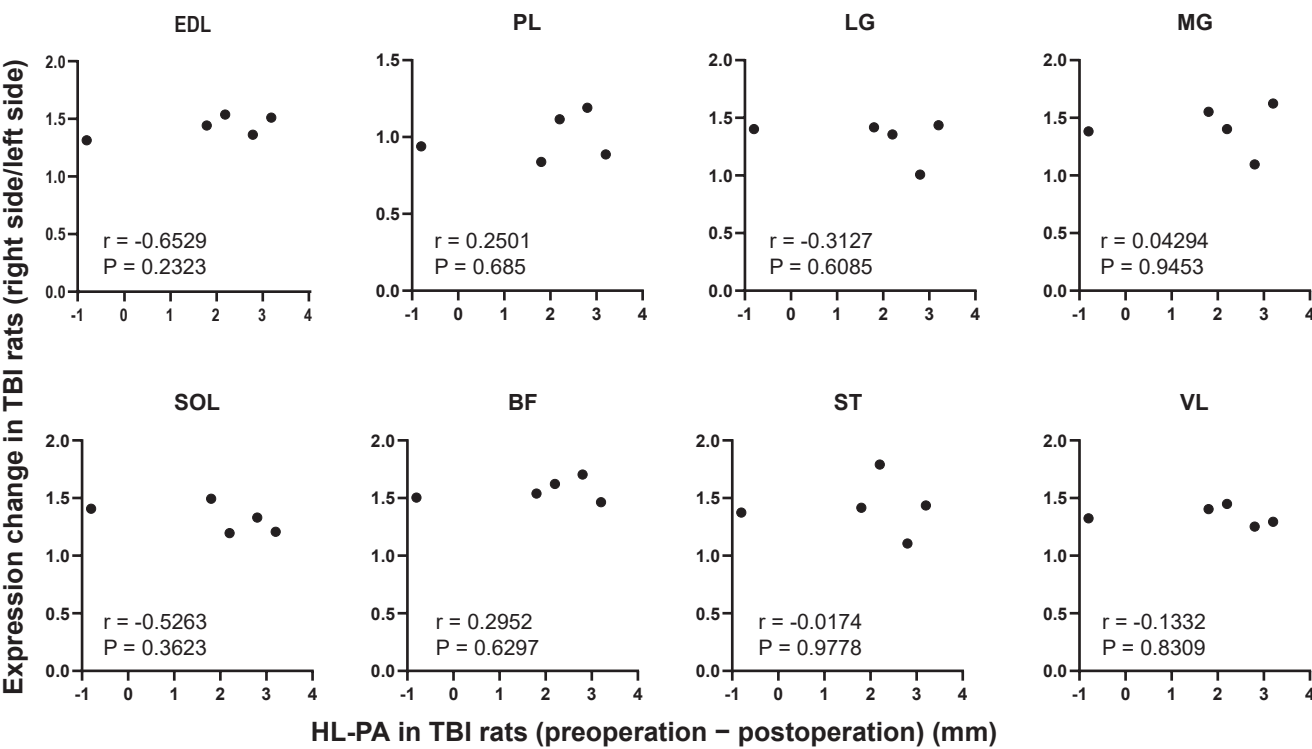 Expression change in TBI rats (right side/left side)
EDL
2.0
1.5
1.0
0.5
0.0
r = -0.6529
P = 0.2323
-1 0 1 2 3 4
PL
1.5
1.0
0.5
0.0
r = 0.2501
P = 0.685
-1 0 1 2 3 4
LG
2.0
1.5
1.0
0.5
0.0
r = -0.3127
P = 0.6085
-1 0 1 2 3 4
MG
2.0
1.5
1.0
0.5
0.0
r = 0.04294
P = 0.9453
-1 0 1 2 3 4
SOL
2.0
1.5
1.0
0.5
0.0
r = -0.5263
P = 0.3623
-1 0 1 2 3 4
BF
2.0
1.5
1.0
0.5
0.0
r = 0.2952
P = 0.6297
-1 0 1 2 3 4
ST
2.0
1.5
1.0
0.5
0.0
r = -0.0174
P = 0.9778
-1 0 1 2 3 4
VL
2.0
1.5
1.0
0.5
0.0
r = -0.1332
P = 0.8309
-1 0 1 2 3 4
HL-PA in TBI rats (preoperation − postoperation) (mm)